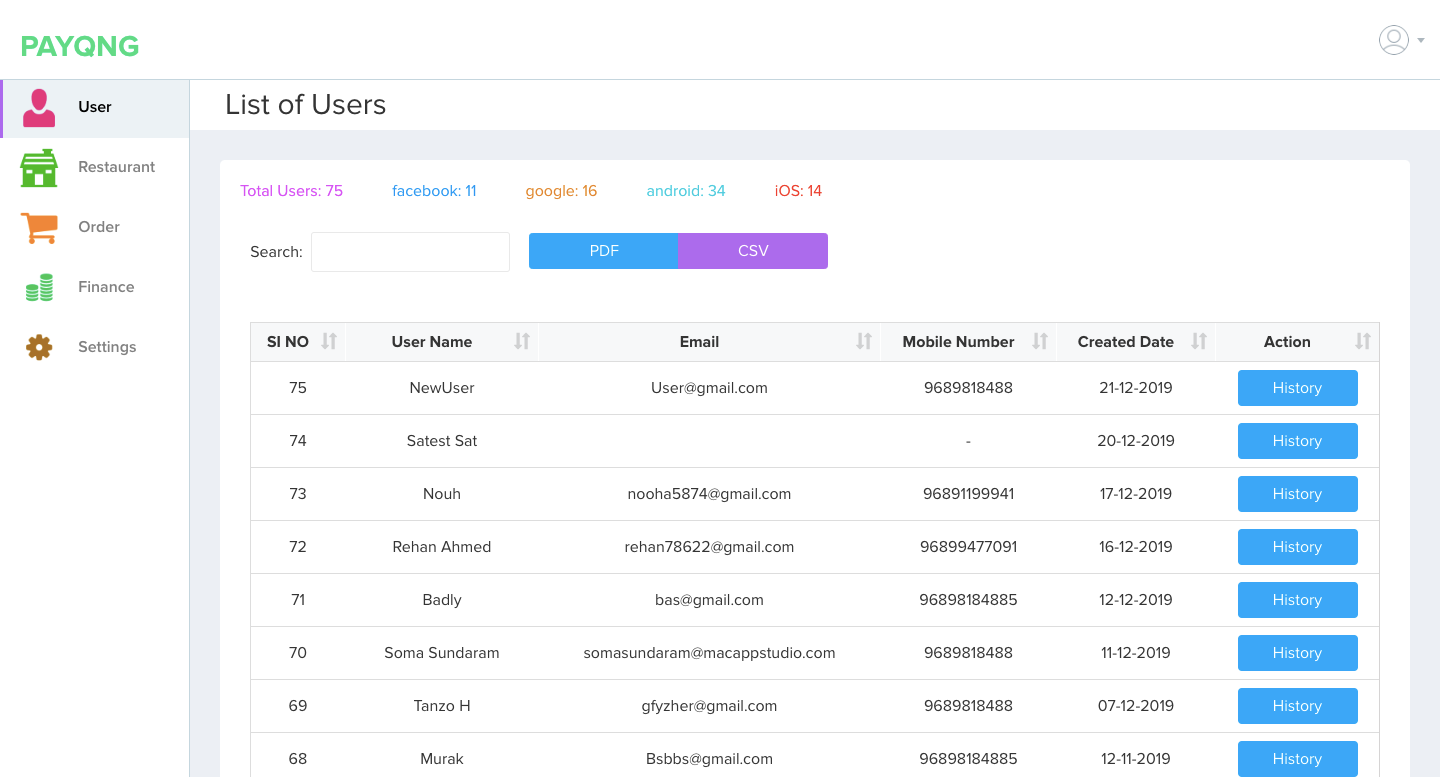 PAYQNG
User
Restaurant
Order
Finance
Settings
List of Users
Total Users: 75 facebook: 11 google: 16 android: 34 iOS: 14
Search: PDF CSV
SI NO User Name Email Mobile Number Created Date Action
75 NewUser User@gmail.com 9689818488 21-12-2019 History
74 Satest Sat - 20-12-2019 History
73 Nouh nooha5874@gmail.com 96891199941 17-12-2019 History
72 Rehan Ahmed rehan78622@gmail.com 96899477091 16-12-2019 History
71 Badly bas@gmail.com 96898184885 12-12-2019 History
70 Soma Sundaram somasundaram@macappstudio.com 9689818488 11-12-2019 History
69 Tanzo H gfyzher@gmail.com 9689818488 07-12-2019 History
68 Murak Bsbbs@gmail.com 96898184885 12-11-2019 History